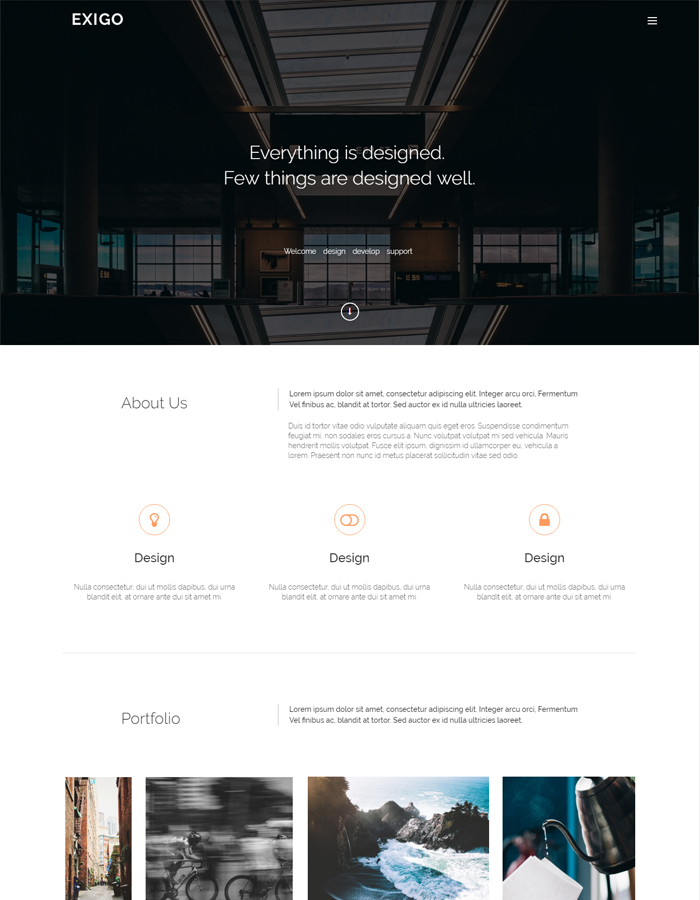 EXIGO
Everything is designed.
Few things are designed well.
Welcome design develop support
E 59
About Us
Lorem ipsum dolor sit amet, consectetur adipiscing elit. Integer arcu orci, Fermentum
Vel finibus ac, blandit at tortor. Sed auctor ex id nulla ultricies laoreet.
Duis id tortor vitae odio vulputate aliquam quis eget eros. Suspendisse condimentum
feugiat mi, non sodales eros cursus a. Nunc volutpat volutpat mi sed vehicula. Mauris
hendrerit mollis volutpat. Fusce elit ipsum, dignissim id ullamcorper eu, vehicula a
lorem. Praesent non nunc id metus placerat sollicitudin vitae sed odio.
Design
Design
Design
Nulla consectetur, dui ut mollis dapibus, dui urna
blandit elit, at ornare ante dui sit amet mi.
Nulla consectetur, dui ut mollis dapibus, dui urna
blandit elit, at ornare ante dui sit amet mi.
Nulla consectetur, dui ut mollis dapibus, dui urna
blandit elit, at ornare ante dui sit amet mi.
Portfolio
Lorem ipsum dolor sit amet, consectetur adipiscing elit. Integer arcu orci, Fermentum
Vel finibus ac, blandit at tortor. Sed auctor ex id nulla ultricies laoreet.